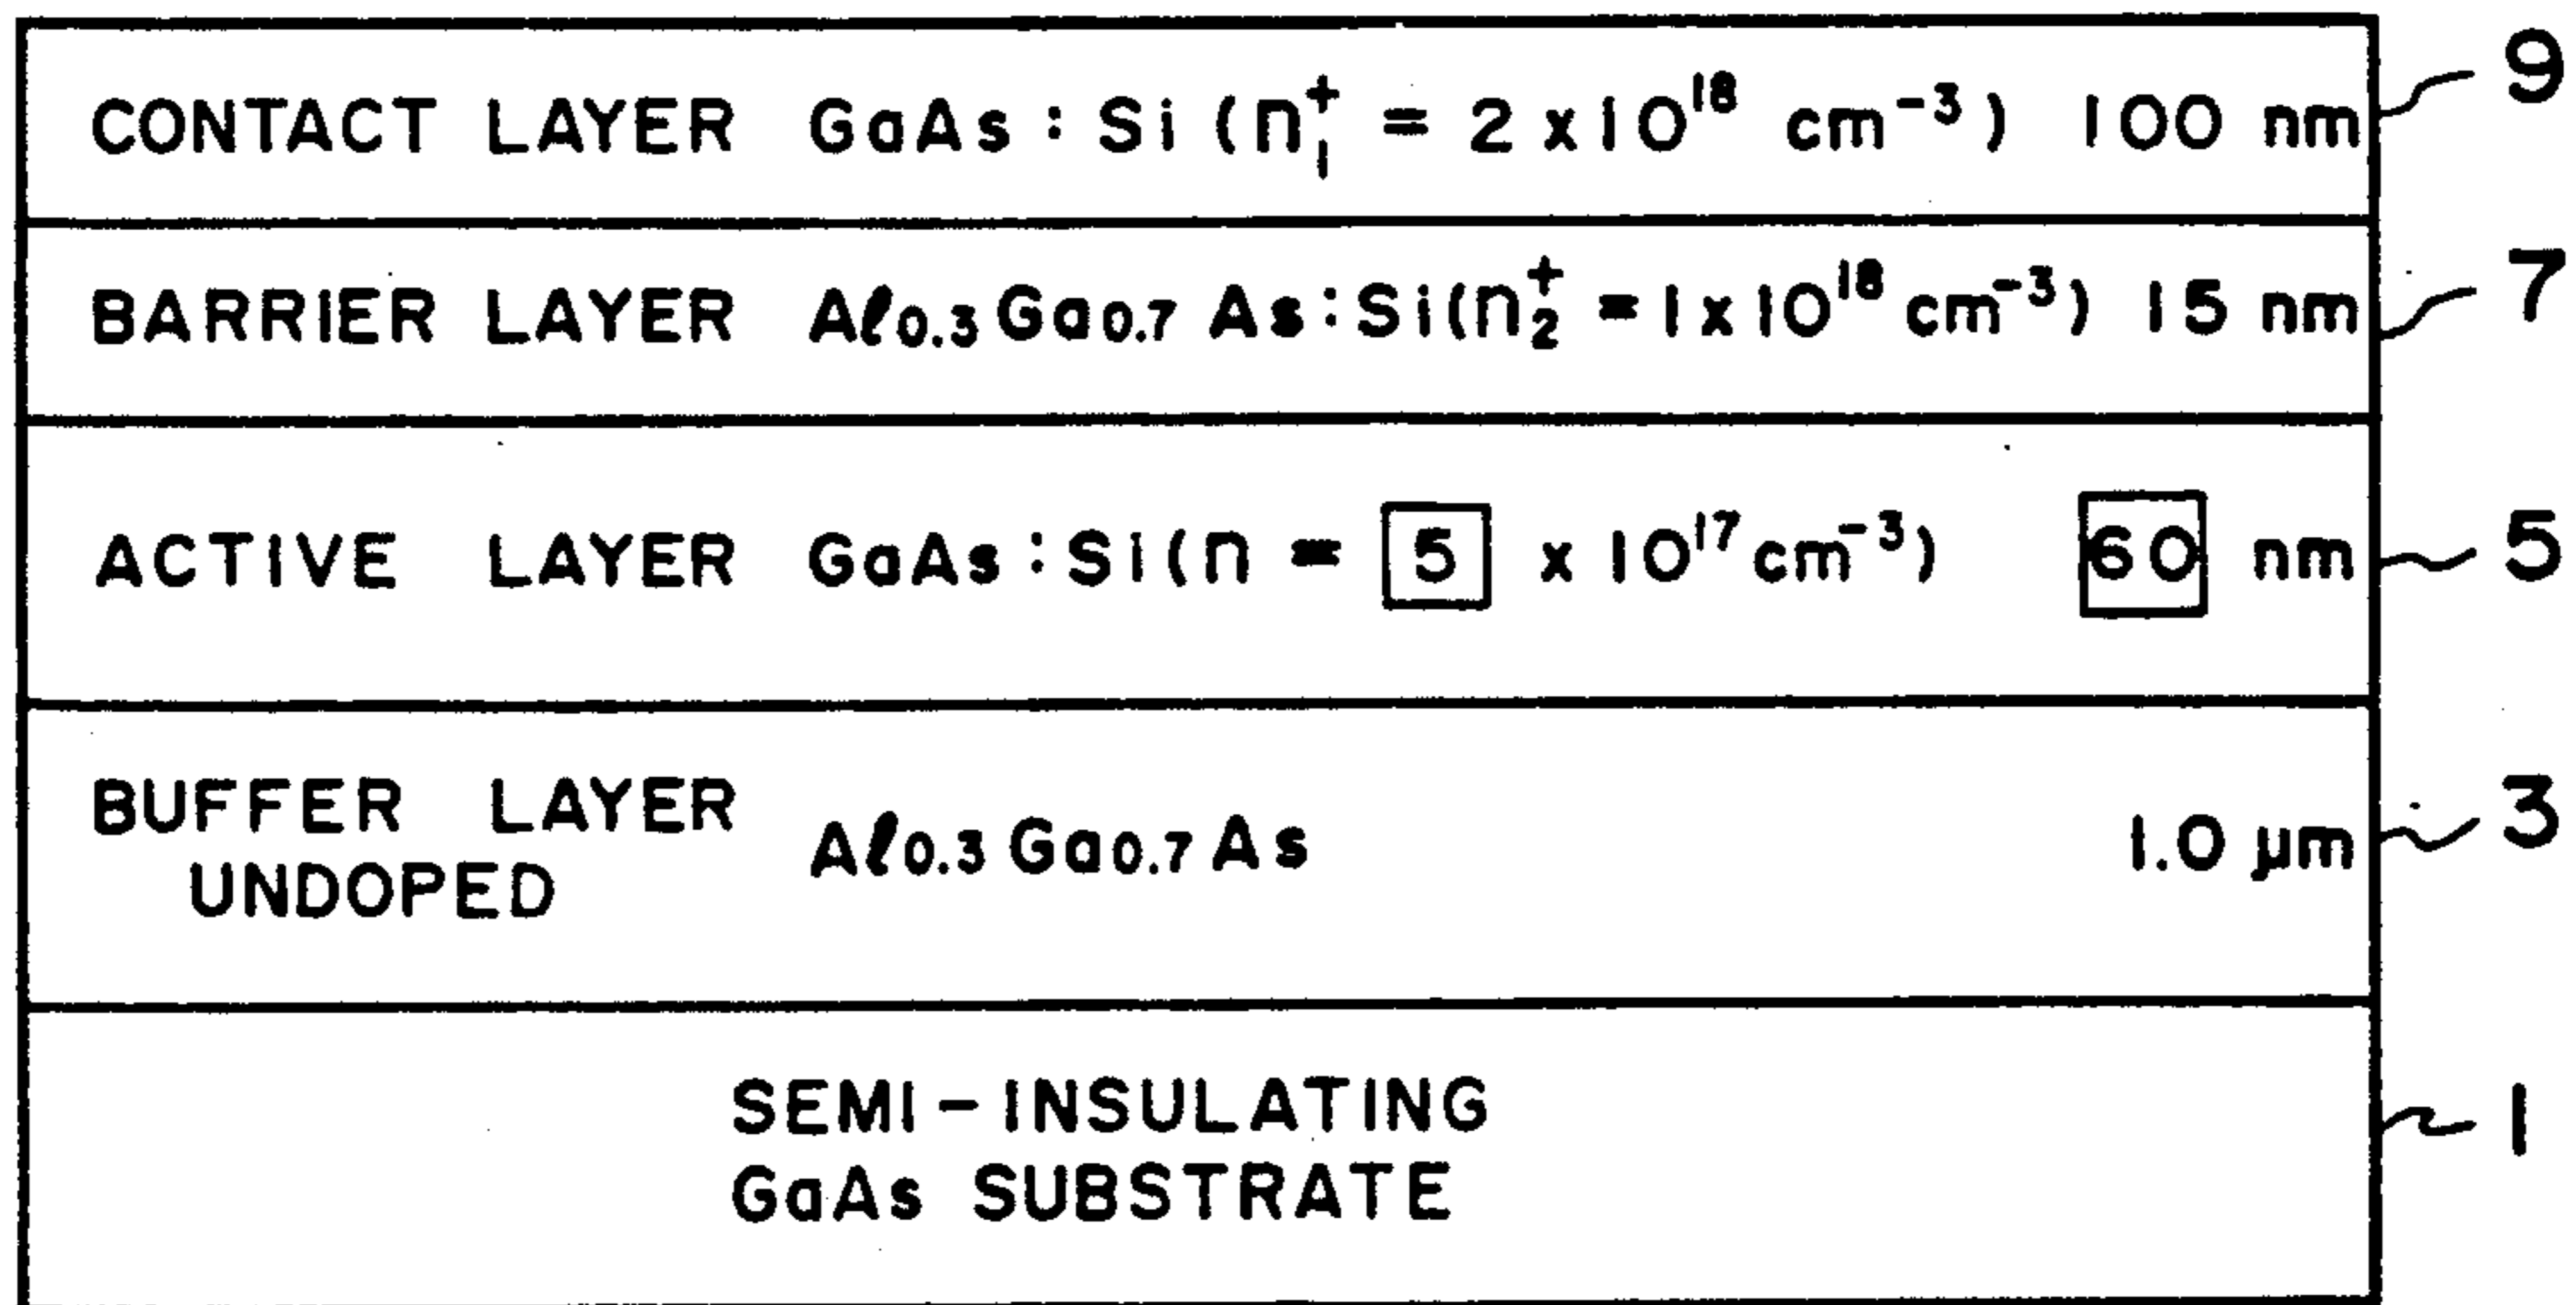 CONTACT LAYER GaAs : Si (n₁⁺ = 2 x 10¹⁸ cm⁻³) 100 nm 9
BARRIER LAYER Aℓ0.3 Ga0.7 As : Si (n₂⁺ = 1 x 10¹⁸ cm⁻³) 15 nm 7
ACTIVE LAYER GaAs : Si (n = 5 x 10¹⁷ cm⁻³) 60 nm 5
BUFFER LAYER
UNDOPED
Aℓ0.3 Ga0.7 As 1.0 µm 3
SEMI-INSULATING
GaAs SUBSTRATE
1